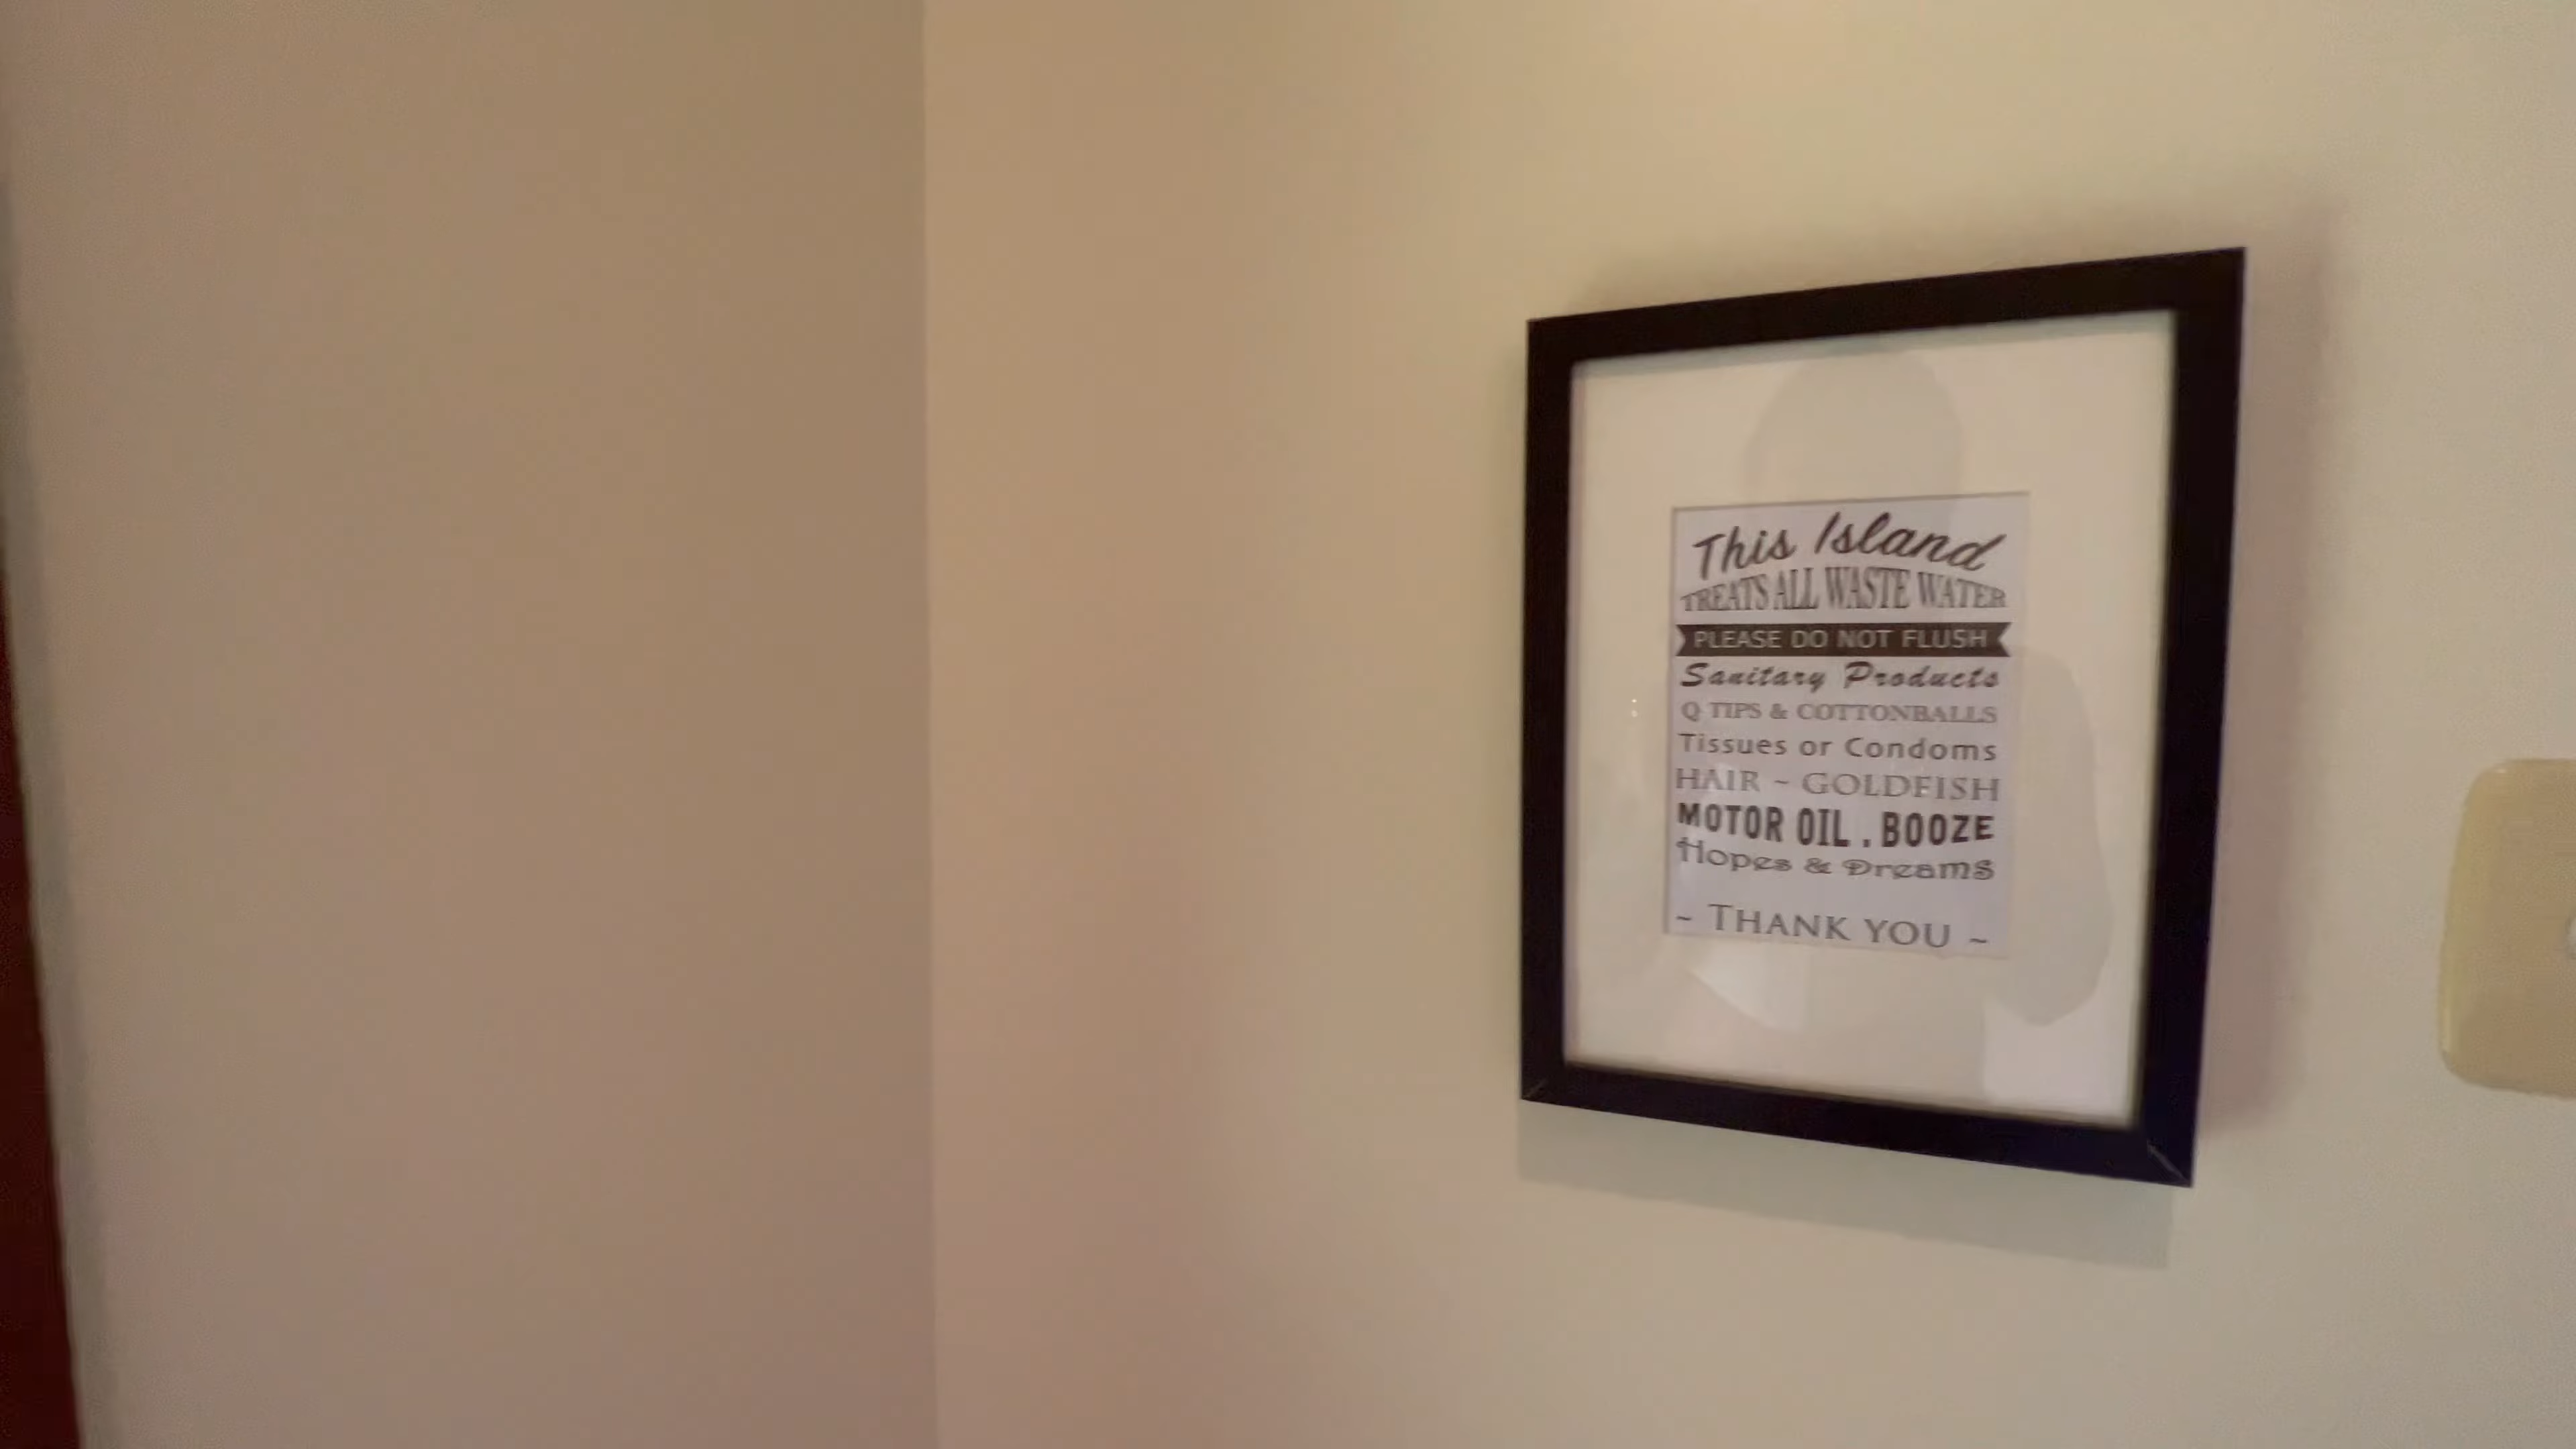 This Island
TREATS ALL WASTE WATER
PLEASE DO NOT FLUSH
Sanitary Products
Q TIPS & COTTONBALLS
Tissues or Condoms
HAIR ~ GOLDFISH
MOTOR OIL . BOOZE
Hopes & Dreams
~ THANK YOU ~